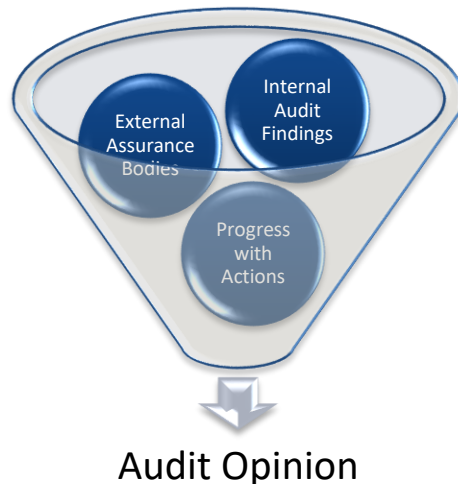 Internal
Audit
Findings
External
Assurance
Bodies
Progress
with
Actions
Audit Opinion